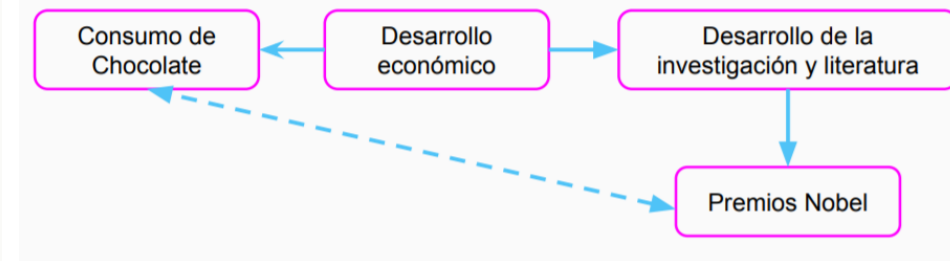 Consumo de
Chocolate
Desarrollo
económico
Desarrollo de la
investigación y literatura
Premios Nobel